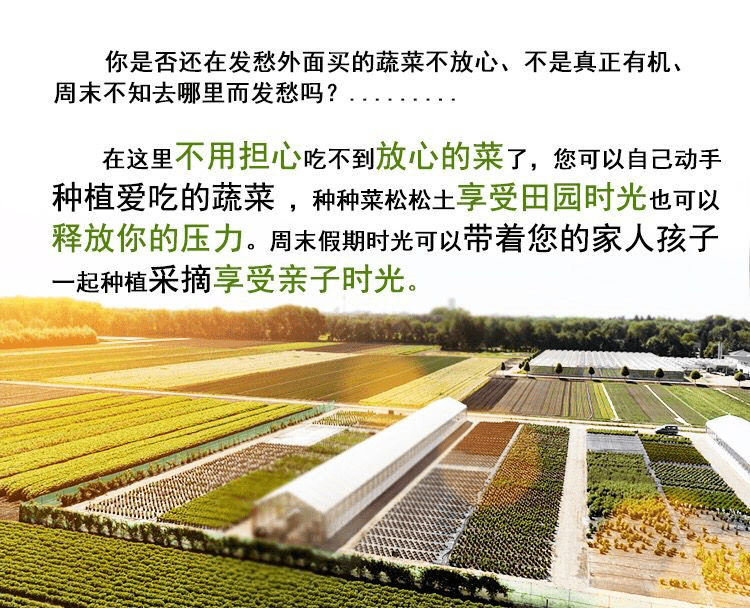 你是否还在发愁外面买的蔬菜不放心、不是真正有机、
周末不知去哪里而发愁吗？.........
在这里不用担心吃不到放心的菜了，您可以自己动手
种植爱吃的蔬菜 ，种种菜松松土享受田园时光也可以
释放你的压力。周末假期时光可以带着您的家人孩子
一起种植采摘享受亲子时光。